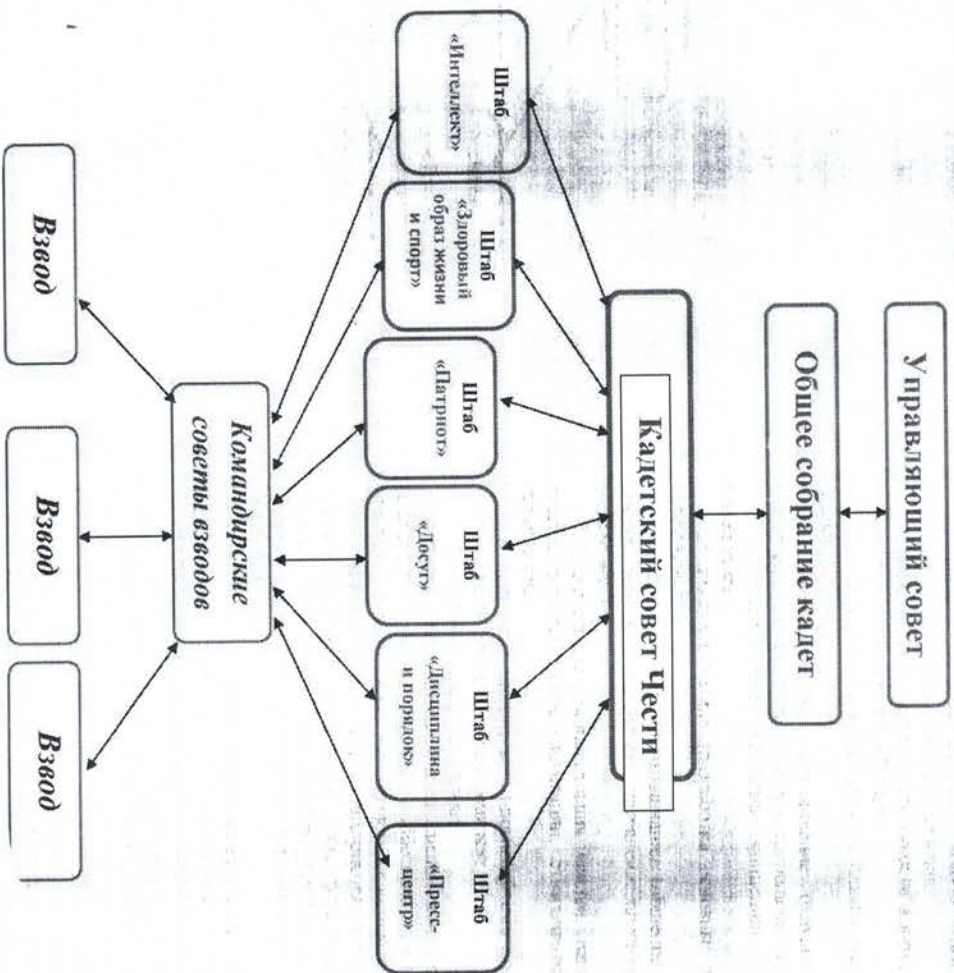 Управляющий совет
Общее собрание кадет
Кадетский совет Чести
Штаб
«Интеллект»
Штаб
«Здоровый
образ жизни
и спорт»
Штаб
«Патриот»
Штаб
«Досуг»
Штаб
«Дисциплина
и порядок»
Штаб
«Пресс-
центр»
Командирские
советы взводов
Взвод
Взвод
Взвод